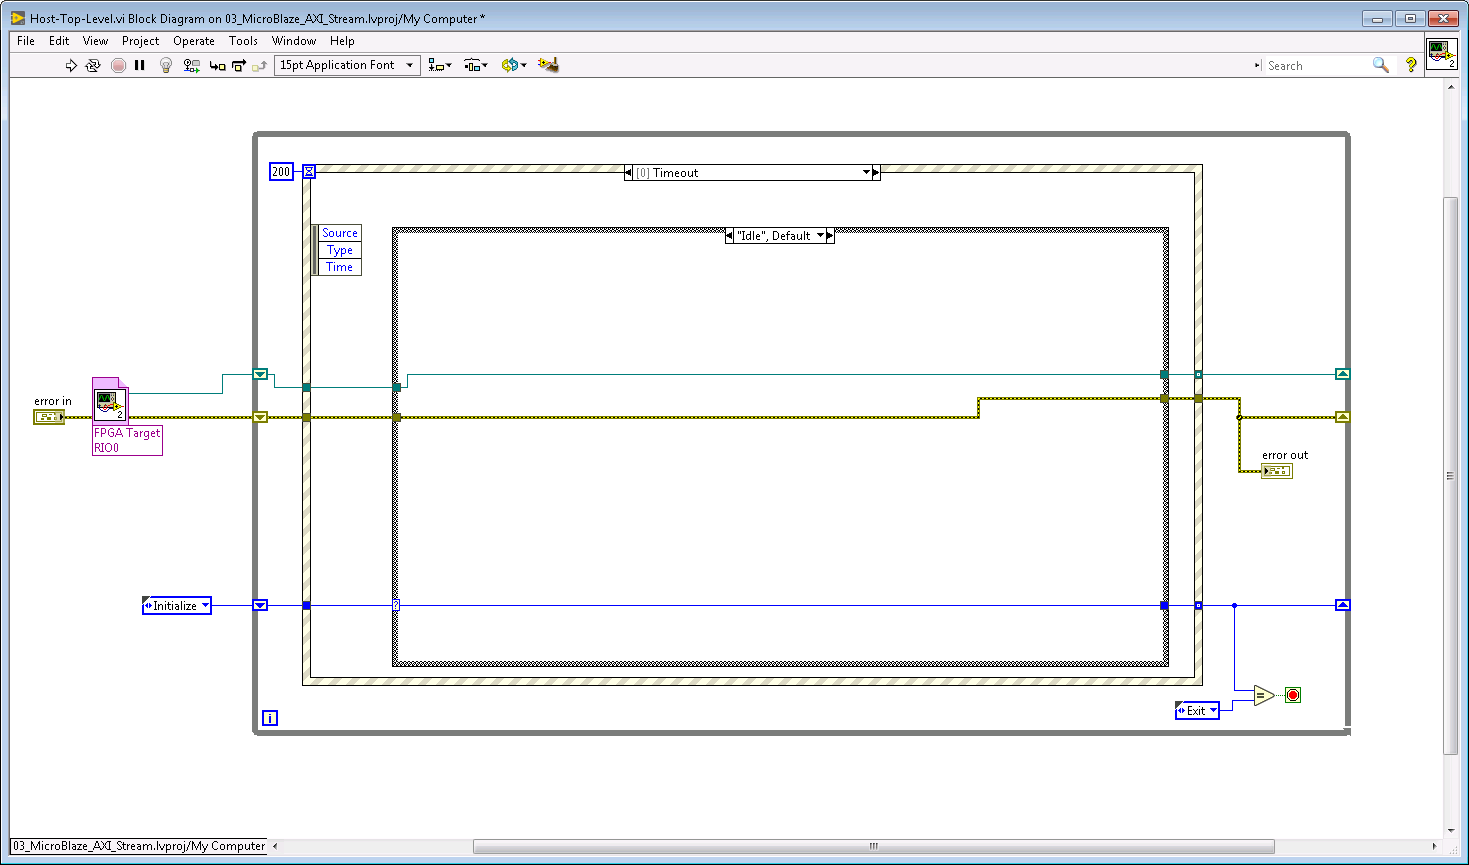 Host-Top-Level.vi Block Diagram on 03_MicroBlaze_AXI_Stream.lvproj/My Computer *
File Edit View Project Operate Tools Window Help
15pt Application Font
Search
?
2
200
[0] Timeout
Source
Type
Time
"Idle", Default
error in
2
FPGA Target
RIO0
error out
Initialize
?
=
Exit
i
03_MicroBlaze_AXI_Stream.lvproj/My Computer